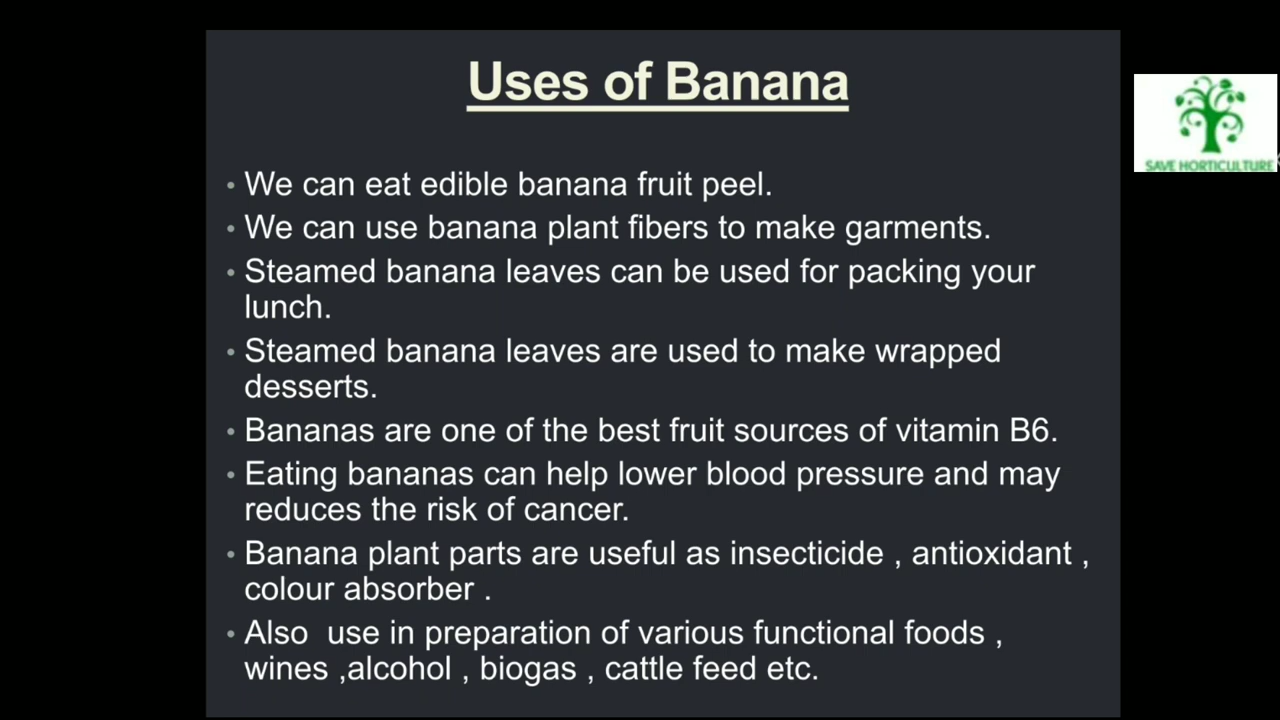 Uses of Banana
SAVE HORTICULTURE
• We can eat edible banana fruit peel.
• We can use banana plant fibers to make garments.
• Steamed banana leaves can be used for packing your
lunch.
• Steamed banana leaves are used to make wrapped
desserts.
• Bananas are one of the best fruit sources of vitamin B6.
• Eating bananas can help lower blood pressure and may
reduces the risk of cancer.
• Banana plant parts are useful as insecticide , antioxidant ,
colour absorber .
• Also  use in preparation of various functional foods ,
wines ,alcohol , biogas , cattle feed etc.